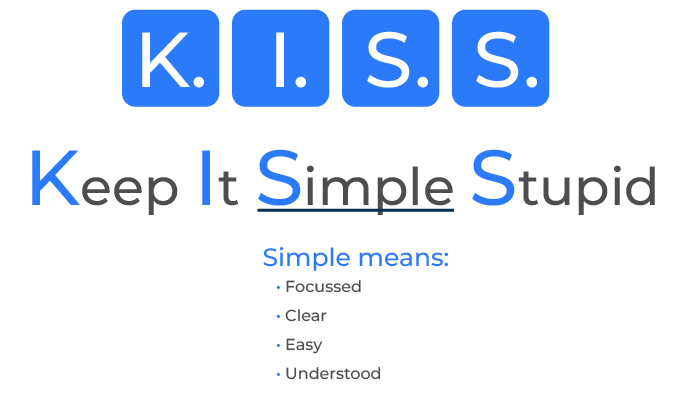 K. I. S. S.
Keep It Simple Stupid
Simple means:
• Focussed
• Clear
• Easy
• Understood